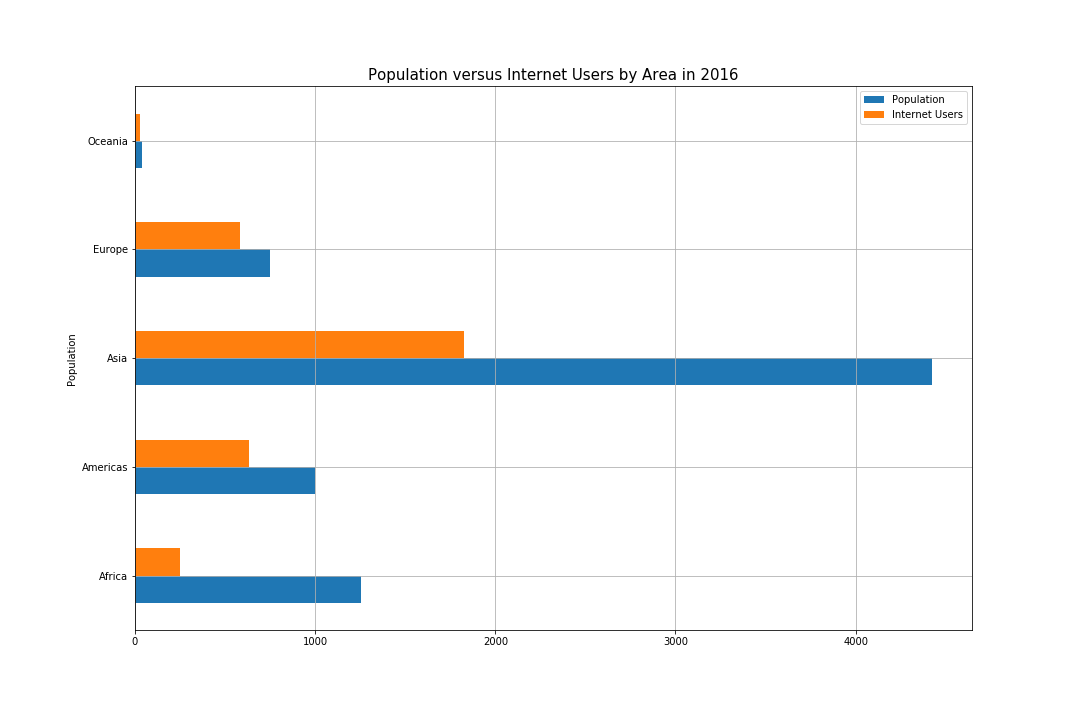 Population versus Internet Users by Area in 2016
Population
Internet Users
Oceania
Europe
Asia
Americas
Africa
Population
0 1000 2000 3000 4000